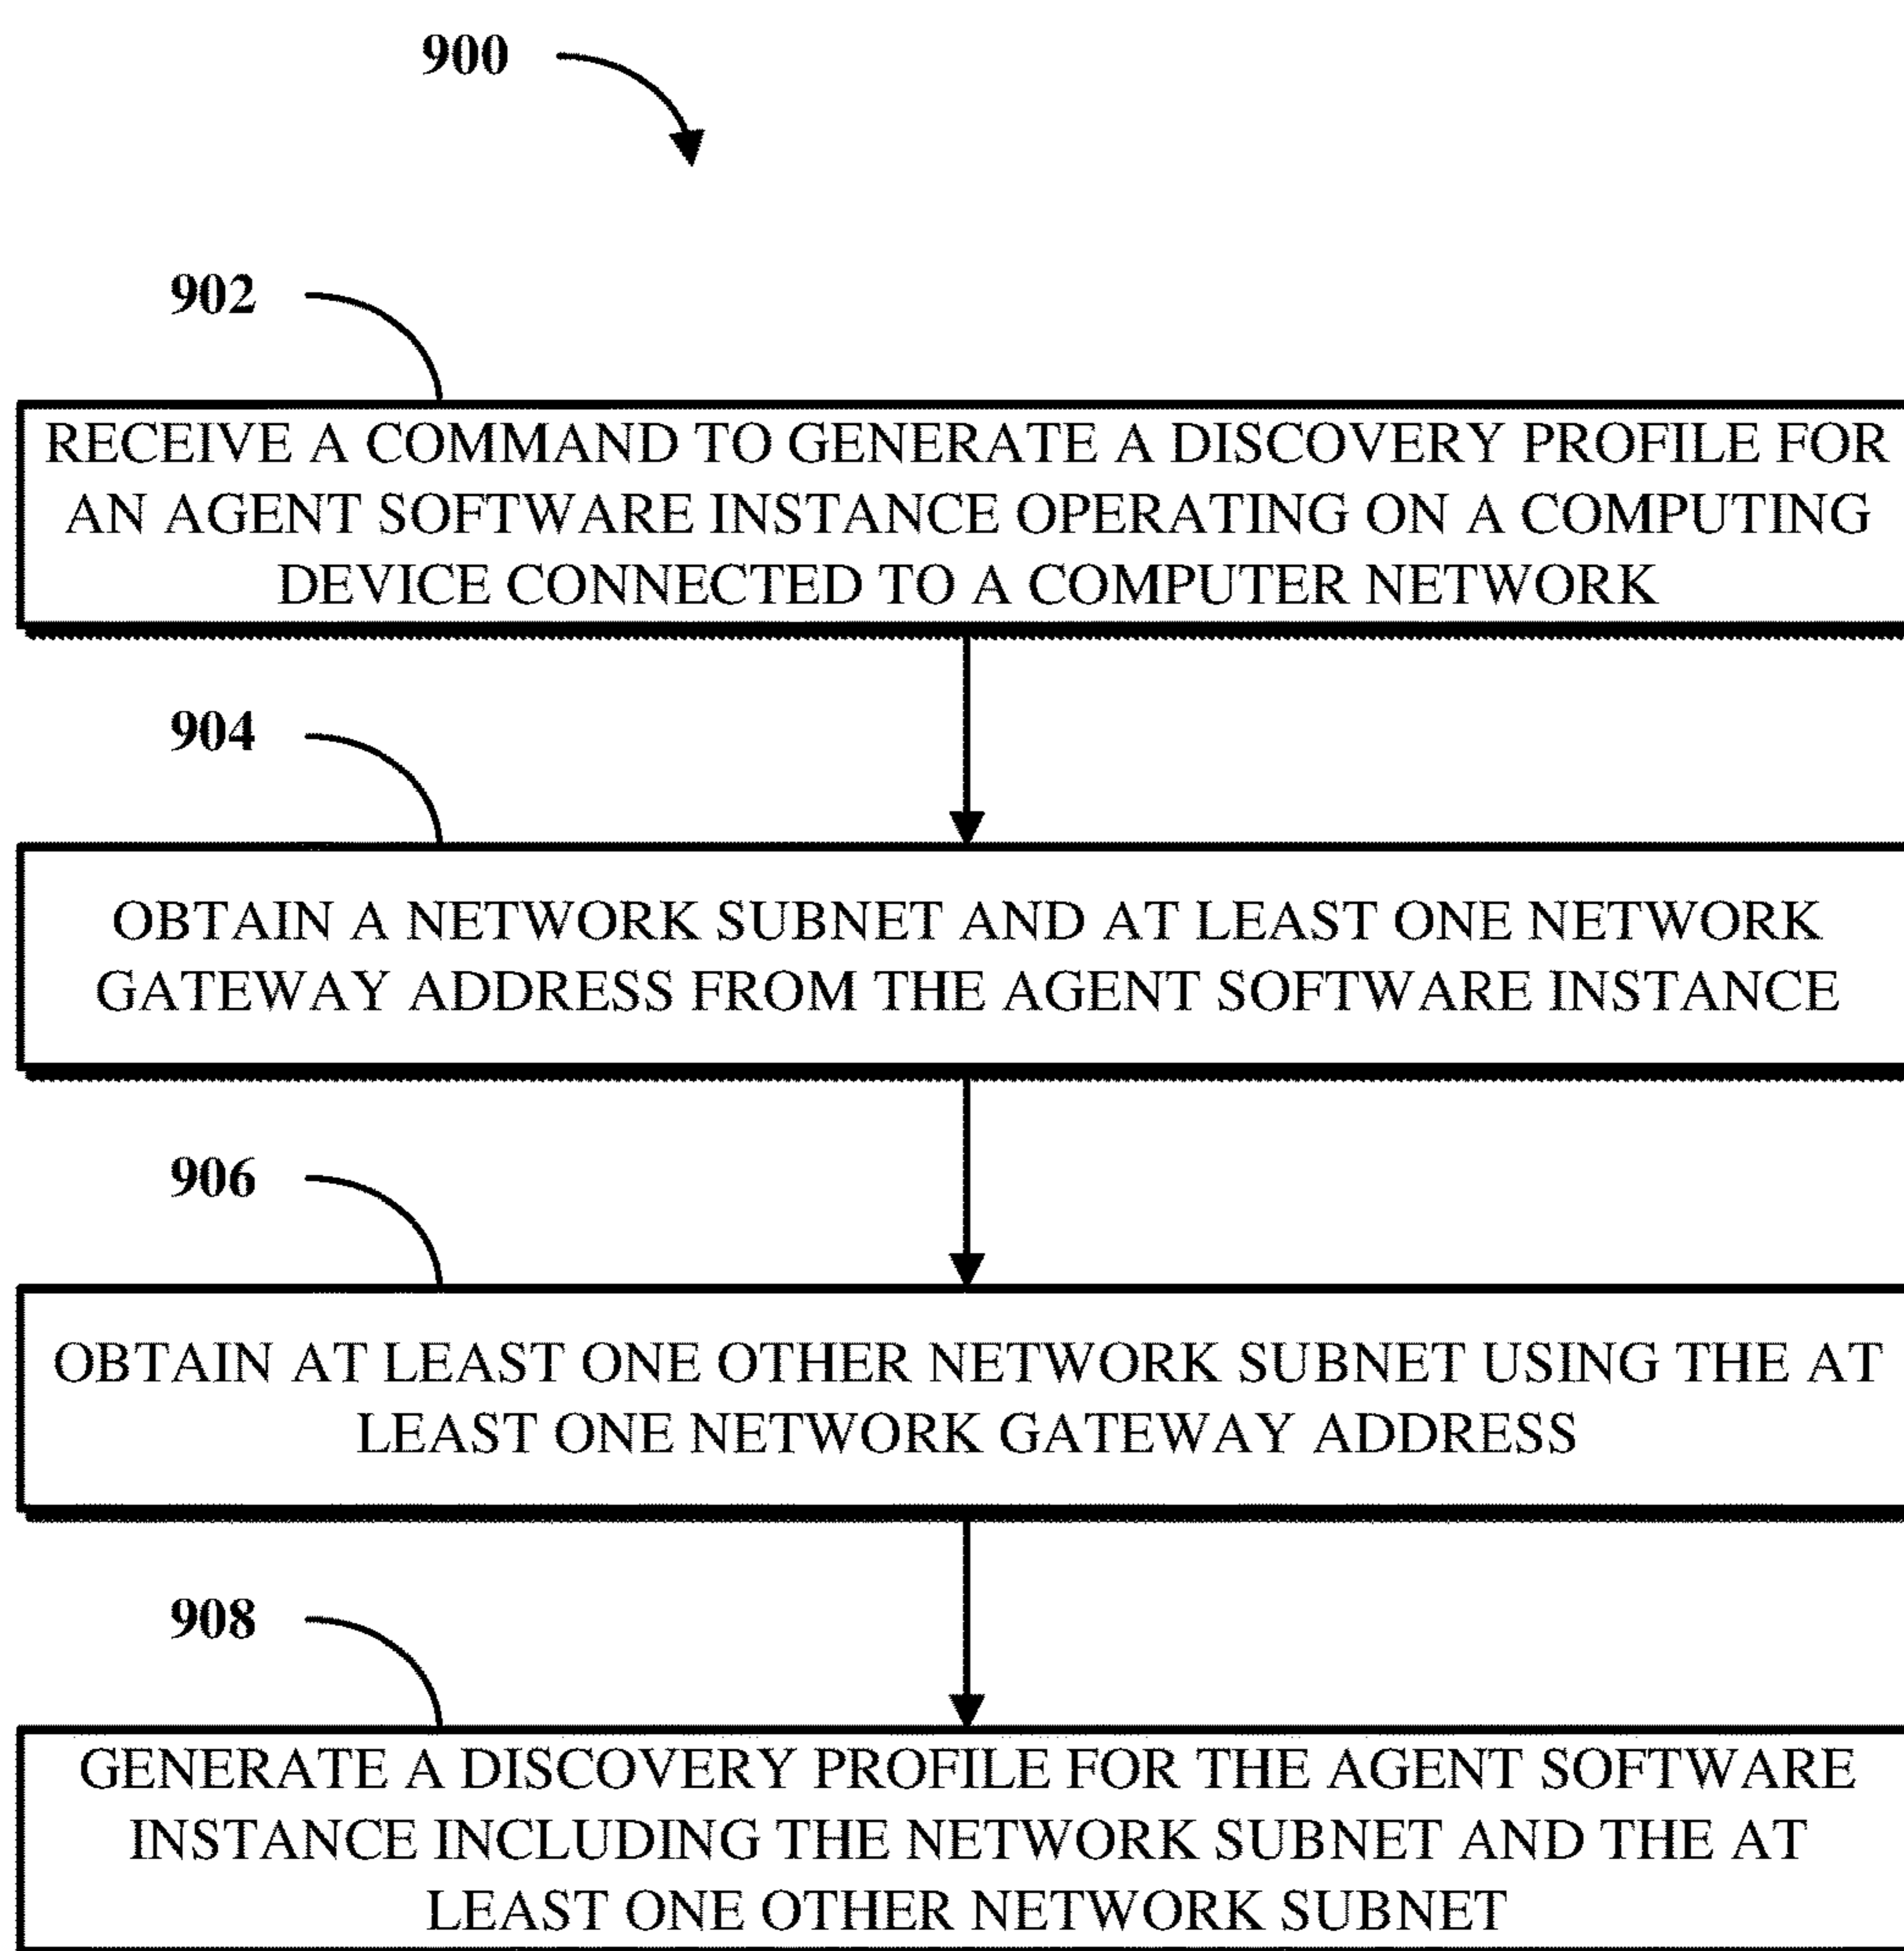 900
902
RECEIVE A COMMAND TO GENERATE A DISCOVERY PROFILE FOR
AN AGENT SOFTWARE INSTANCE OPERATING ON A COMPUTING
DEVICE CONNECTED TO A COMPUTER NETWORK
904
OBTAIN A NETWORK SUBNET AND AT LEAST ONE NETWORK
GATEWAY ADDRESS FROM THE AGENT SOFTWARE INSTANCE
906
OBTAIN AT LEAST ONE OTHER NETWORK SUBNET USING THE AT
LEAST ONE NETWORK GATEWAY ADDRESS
908
GENERATE A DISCOVERY PROFILE FOR THE AGENT SOFTWARE
INSTANCE INCLUDING THE NETWORK SUBNET AND THE AT
LEAST ONE OTHER NETWORK SUBNET